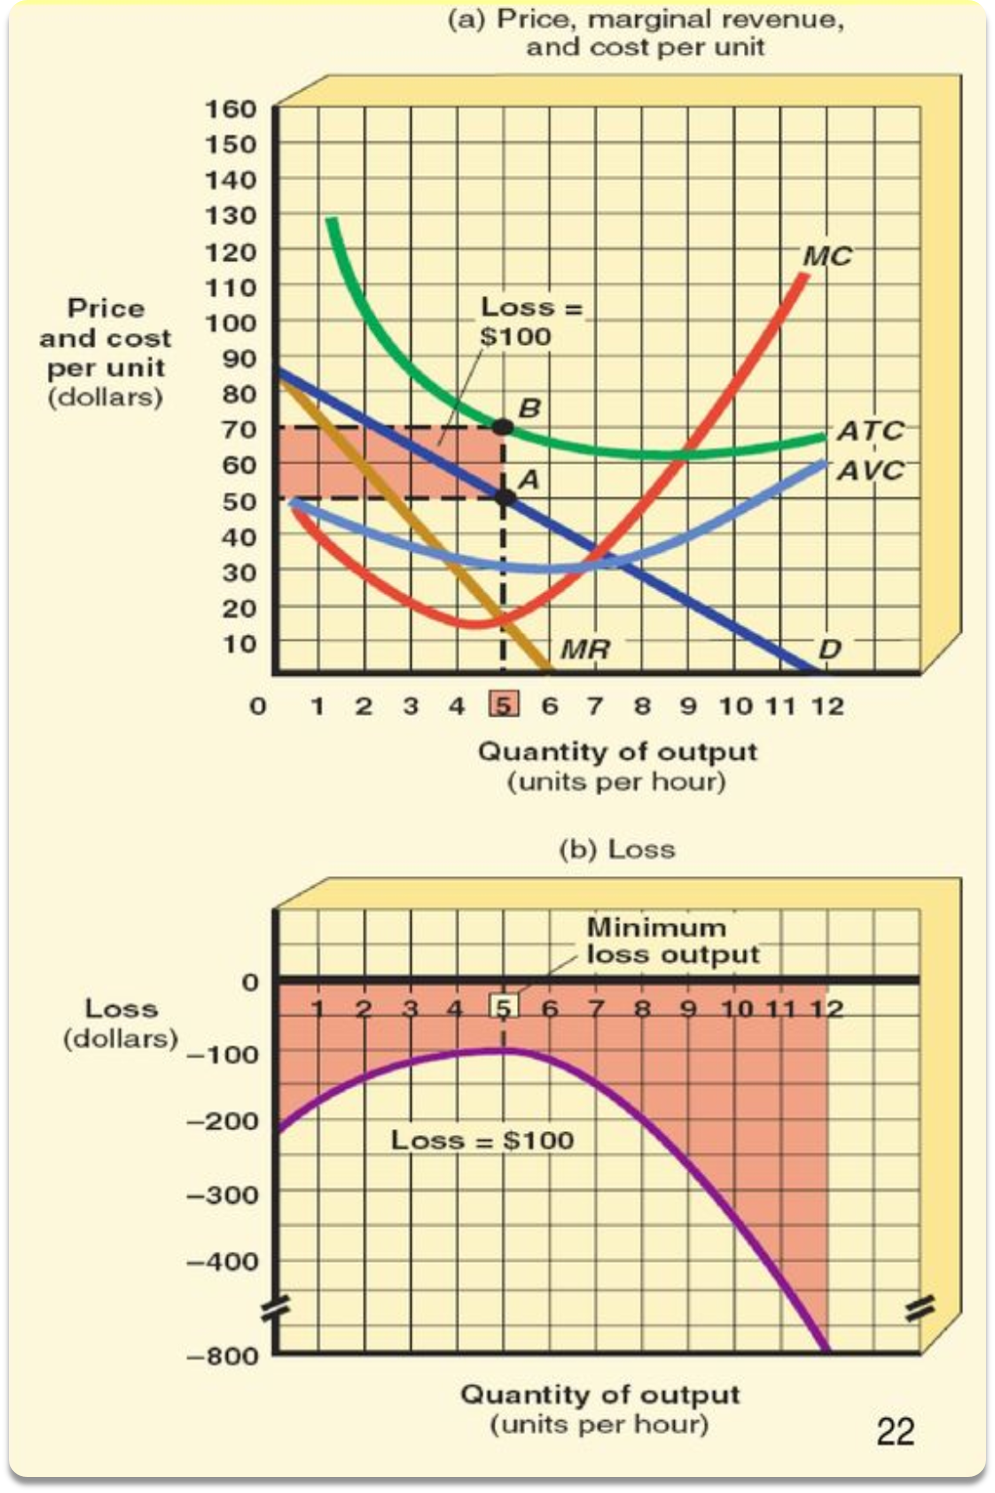 (a) Price, marginal revenue,
and cost per unit
160
150
140
130
120
110
100
90
80
70
60
50
40
30
20
10
Price
and cost
per unit
(dollars)
Loss =
$100
B
A
MC
ATC
AVC
MR
D
0 1 2 3 4 5 6 7 8 9 10 11 12
Quantity of output
(units per hour)
(b) Loss
Minimum
loss output
0
1 2 3 4 5 6 7 8 9 10 11 12
Loss
(dollars)
–100
–200
–300
–400
–800
Loss = $100
Quantity of output
(units per hour)
22